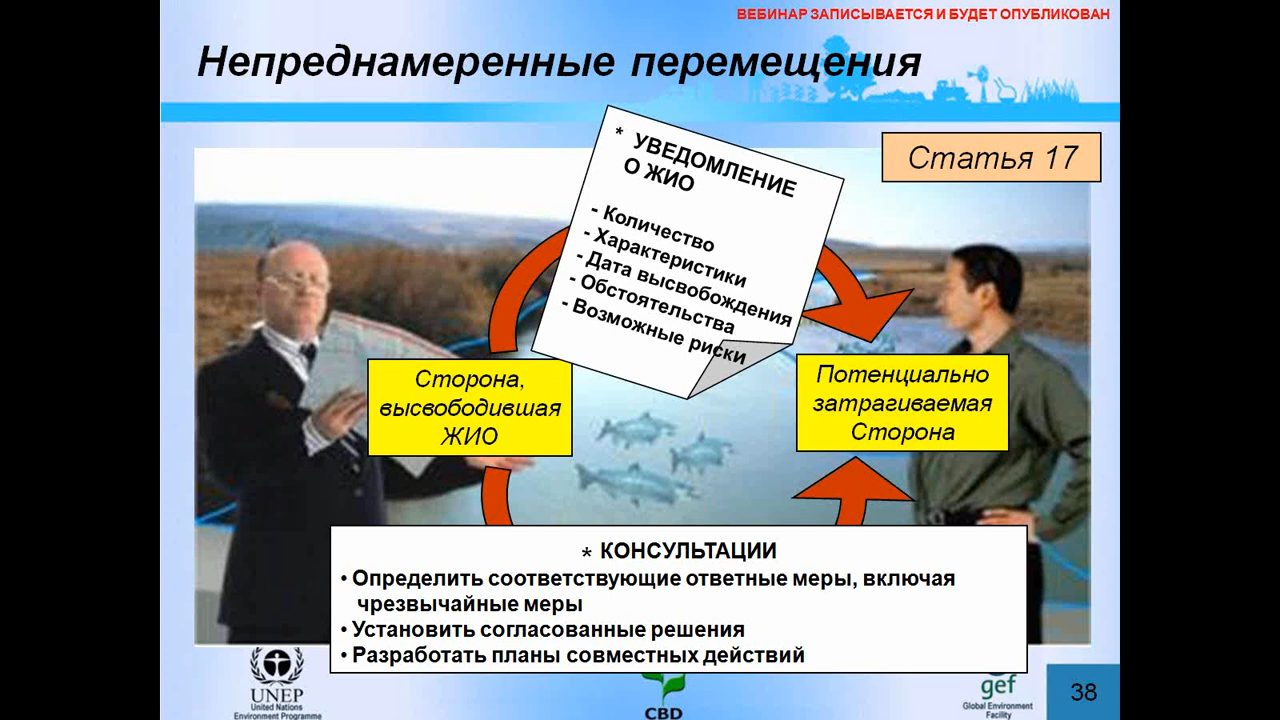 ВЕБИНАР ЗАПИСЫВАЕТСЯ И БУДЕТ ОПУБЛИКОВАН
Непреднамеренные перемещения
Статья 17
* УВЕДОМЛЕНИЕ
О ЖИО
- Количество
- Характеристики
- Дата высвобождения
- Обстоятельства
- Возможные риски
Сторона,
высвободившая
ЖИО
Потенциально
затрагиваемая
Сторона
* КОНСУЛЬТАЦИИ
• Определить соответствующие ответные меры, включая
чрезвычайные меры
• Установить согласованные решения
• Разработать планы совместных действий
UNEP
United Nations
Environment Programme
CBD
gef
Global Environment
Facility
38